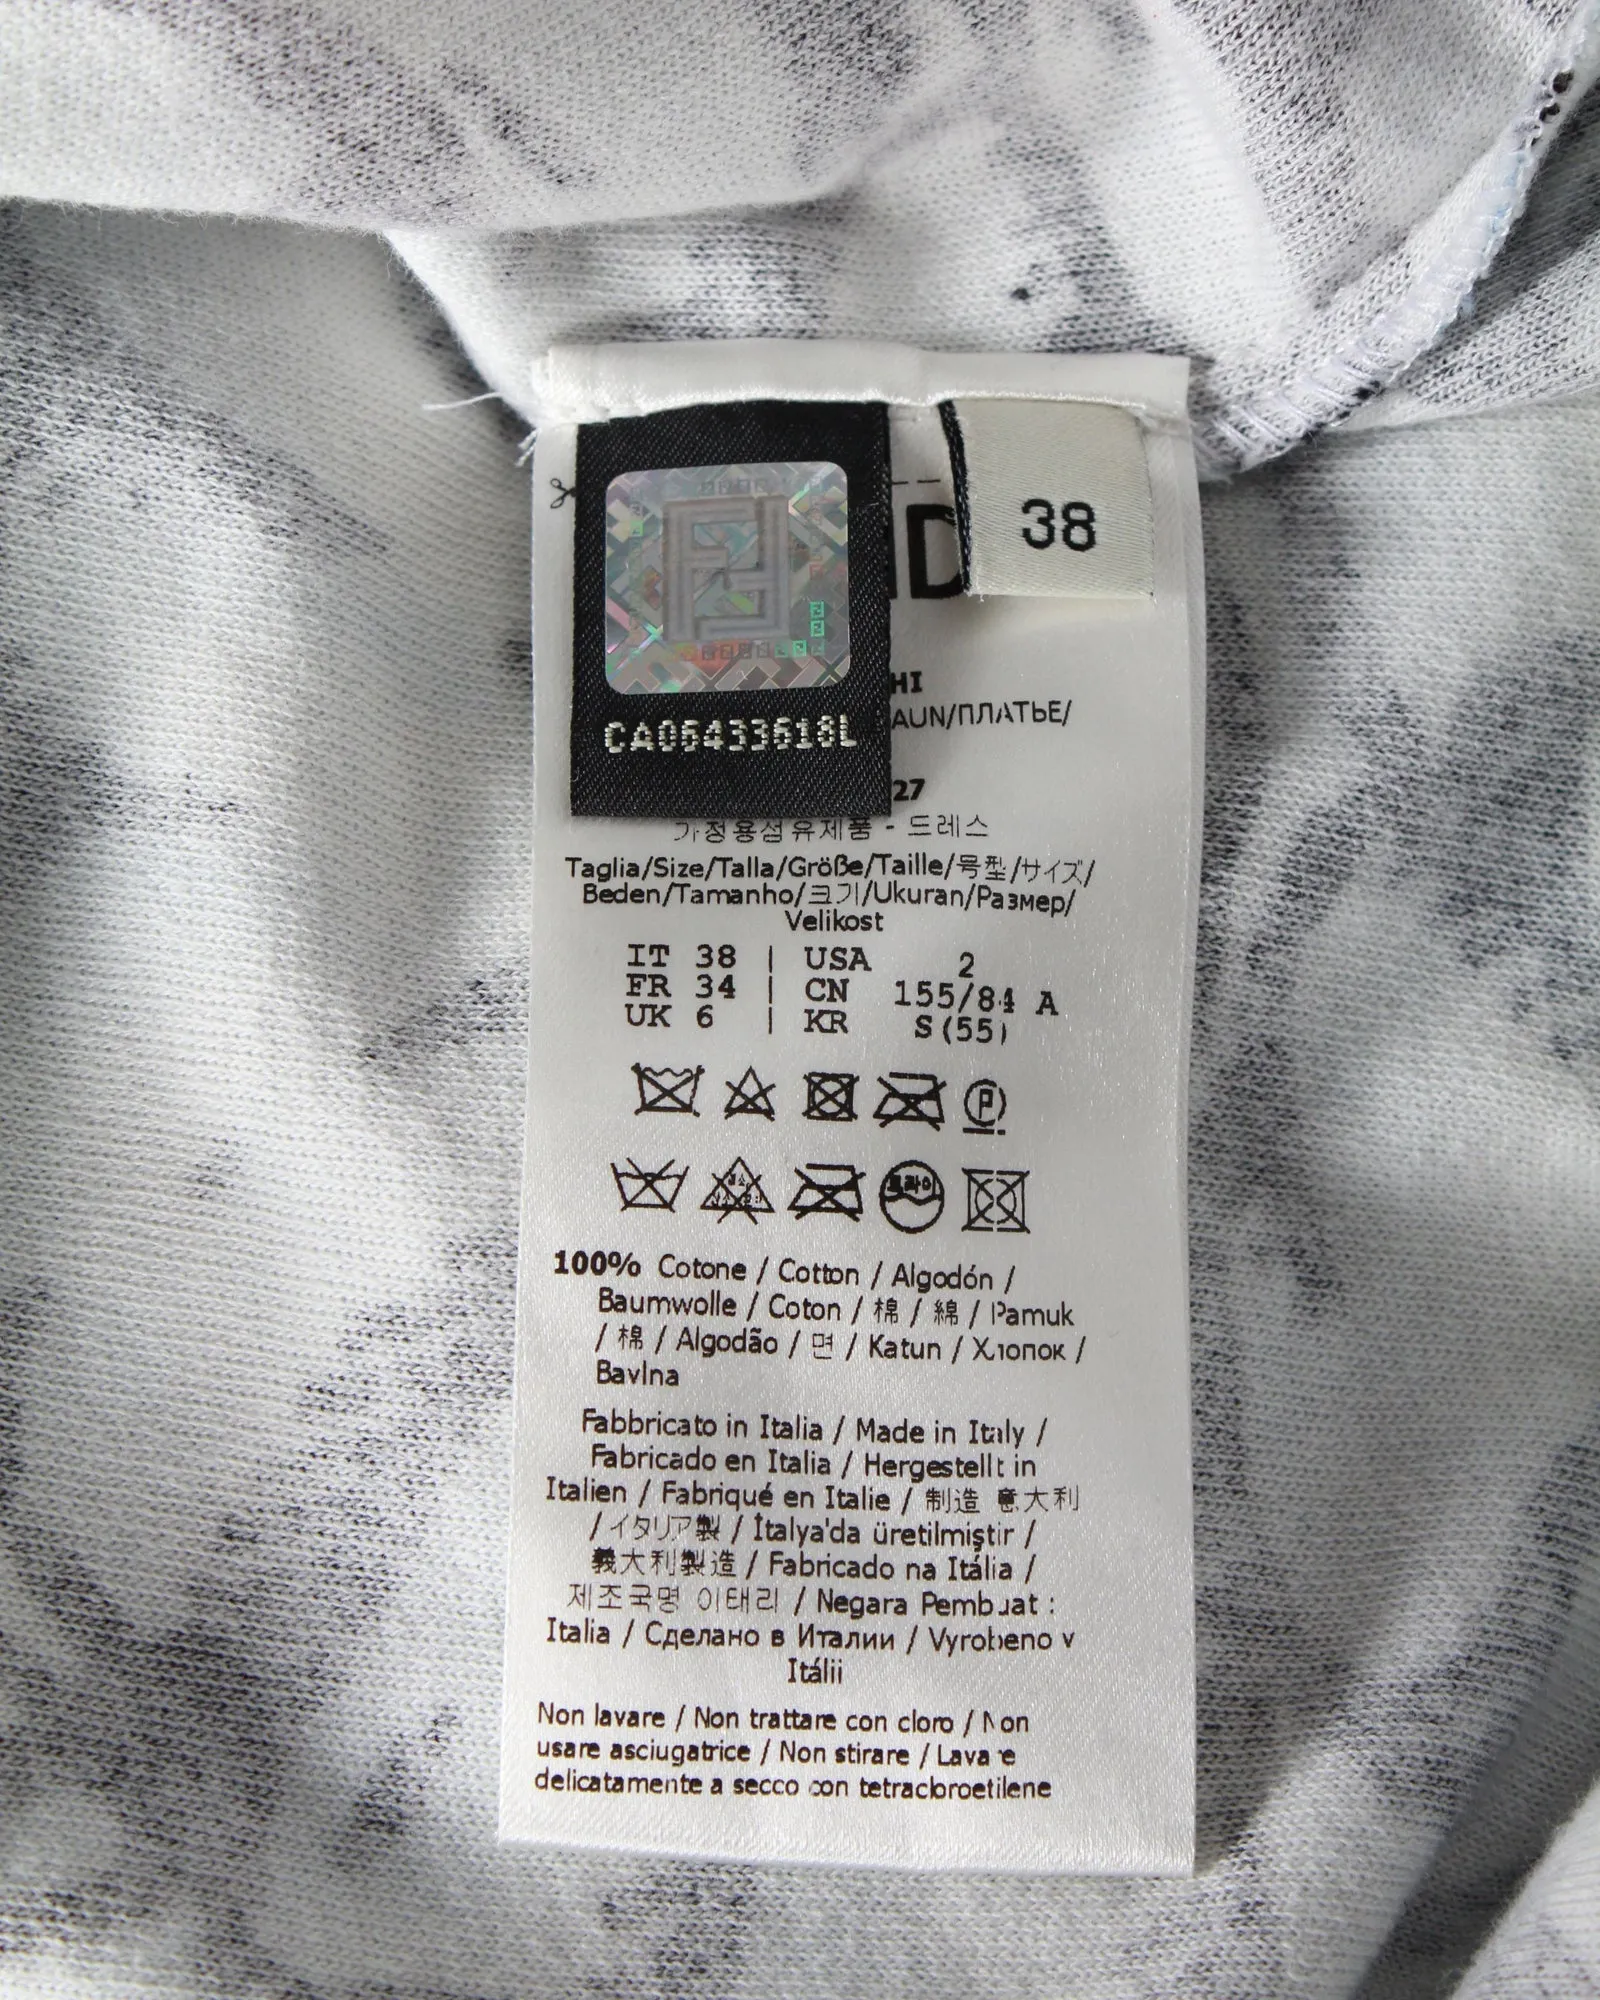 38
CA06433618L
AUN/ПЛАТЬЕ/
27
가정용섬유제품 - 드레스
Taglia/Size/Talla/Größe/Taille/号型/サイズ/
Beden/Tamanho/크기/Ukuran/Размер/
Velikost
IT 38 | USA 2
FR 34 | CN 155/84 A
UK 6 | KR S(55)
P
드라이
100% Cotone / Cotton / Algodón /
Baumwolle / Coton / 棉 / 綿 / Pamuk
/ 棉 / Algodão / 면 / Katun / Хлопок /
Bavlna
Fabbricato in Italia / Made in Italy /
Fabricado en Italia / Hergestellt in
Italien / Fabriqué en Italie / 制造 意大利
/ イタリア製 / İtalya'da üretilmiştir /
義大利製造 / Fabricado na Itália /
제조국명 이태리 / Negara Pembuat :
Italia / Сделано в Италии / Vyrobeno v
Itálii
Non lavare / Non trattare con cloro / Non
usare asciugatrice / Non stirare / Lavare
delicatamente a secco con tetracloroetilene